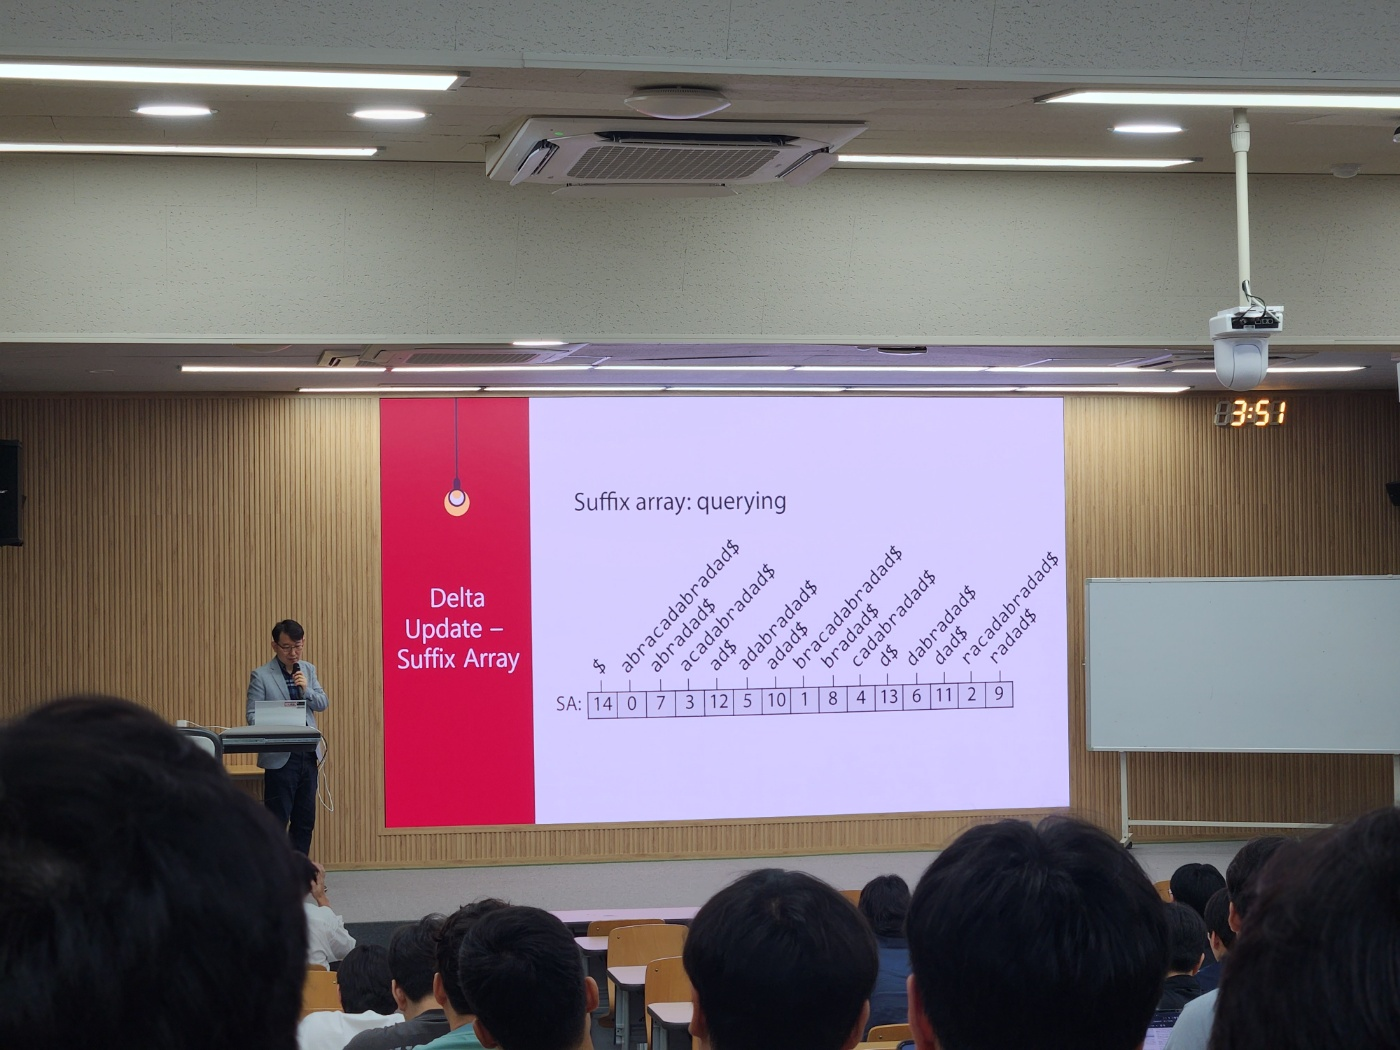 3:51
Delta
Update –
Suffix Array
Suffix array: querying
$
abracadabradad$
abradad$
acadabradad$
ad$
adabradad$
adad$
bracadabradad$
bradad$
cadabradad$
d$
dabradad$
dad$
racadabradad$
radad$
SA: 14 0 7 3 12 5 10 1 8 4 13 6 11 2 9